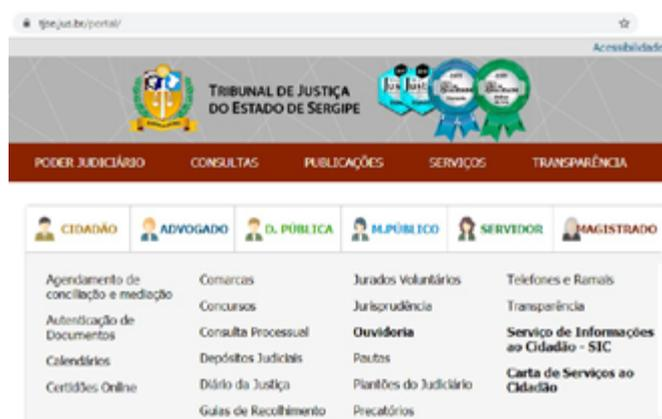 tjse.jus.br/portal/
Acessibilidade
TRIBUNAL DE JUSTIÇA
DO ESTADO DE SERGIPE
PODER JUDICIÁRIO CONSULTAS PUBLICAÇÕES SERVIÇOS TRANSPARÊNCIA
CIDADÃO ADVOGADO D. PÚBLICA M.PÚBLICO SERVIDOR MAGISTRADO
Agendamento de
conciliação e mediação
Autenticação de
Documentos
Calendários
Certidões Online
Comarcas
Concursos
Consulta Processual
Depósitos Judiciais
Diário da Justiça
Guias de Recolhimento
Jurados Voluntários
Jurisprudência
Ouvidoria
Pautas
Plantões do Judiciário
Precatórios
Telefones e Ramais
Transparência
Serviço de Informações
ao Cidadão - SIC
Carta de Serviços ao
Cidadão